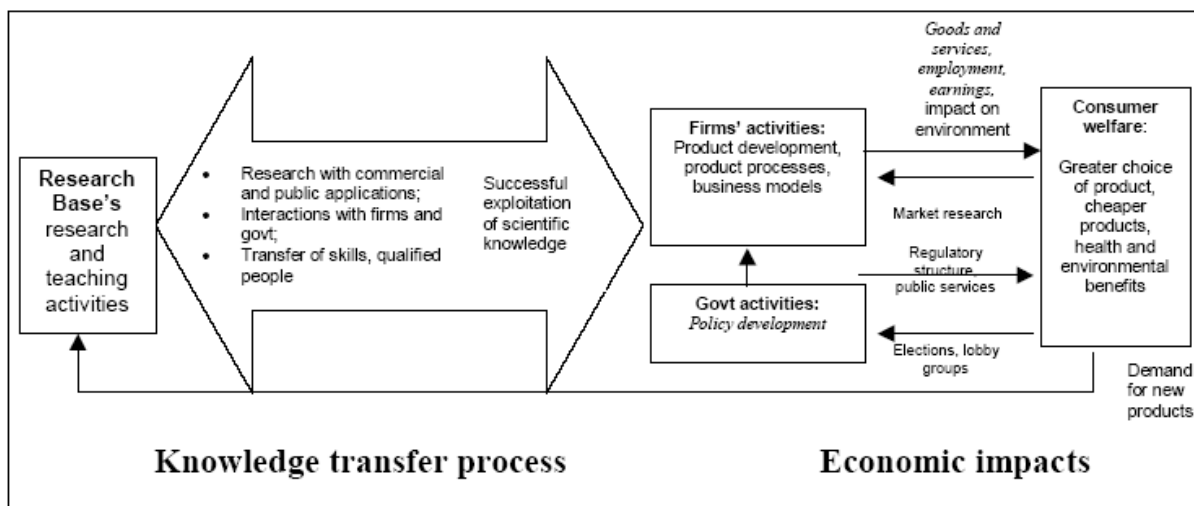 Research
Base's
research
and
teaching
activities
• Research with commercial
and public applications;
• Interactions with firms and
govt;
• Transfer of skills, qualified
people
Successful
exploitation
of scientific
knowledge
Firms' activities:
Product development,
product processes,
business models
Govt activities:
Policy development
Goods and
services,
employment,
earnings,
impact on
environment
Market research
Regulatory
structure,
public services
Elections, lobby
groups
Consumer
welfare:
Greater choice
of product,
cheaper
products,
health and
environmental
benefits
Demand
for new
products
Knowledge transfer process
Economic impacts